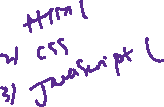 Html
2) CSS
3) Javascript (